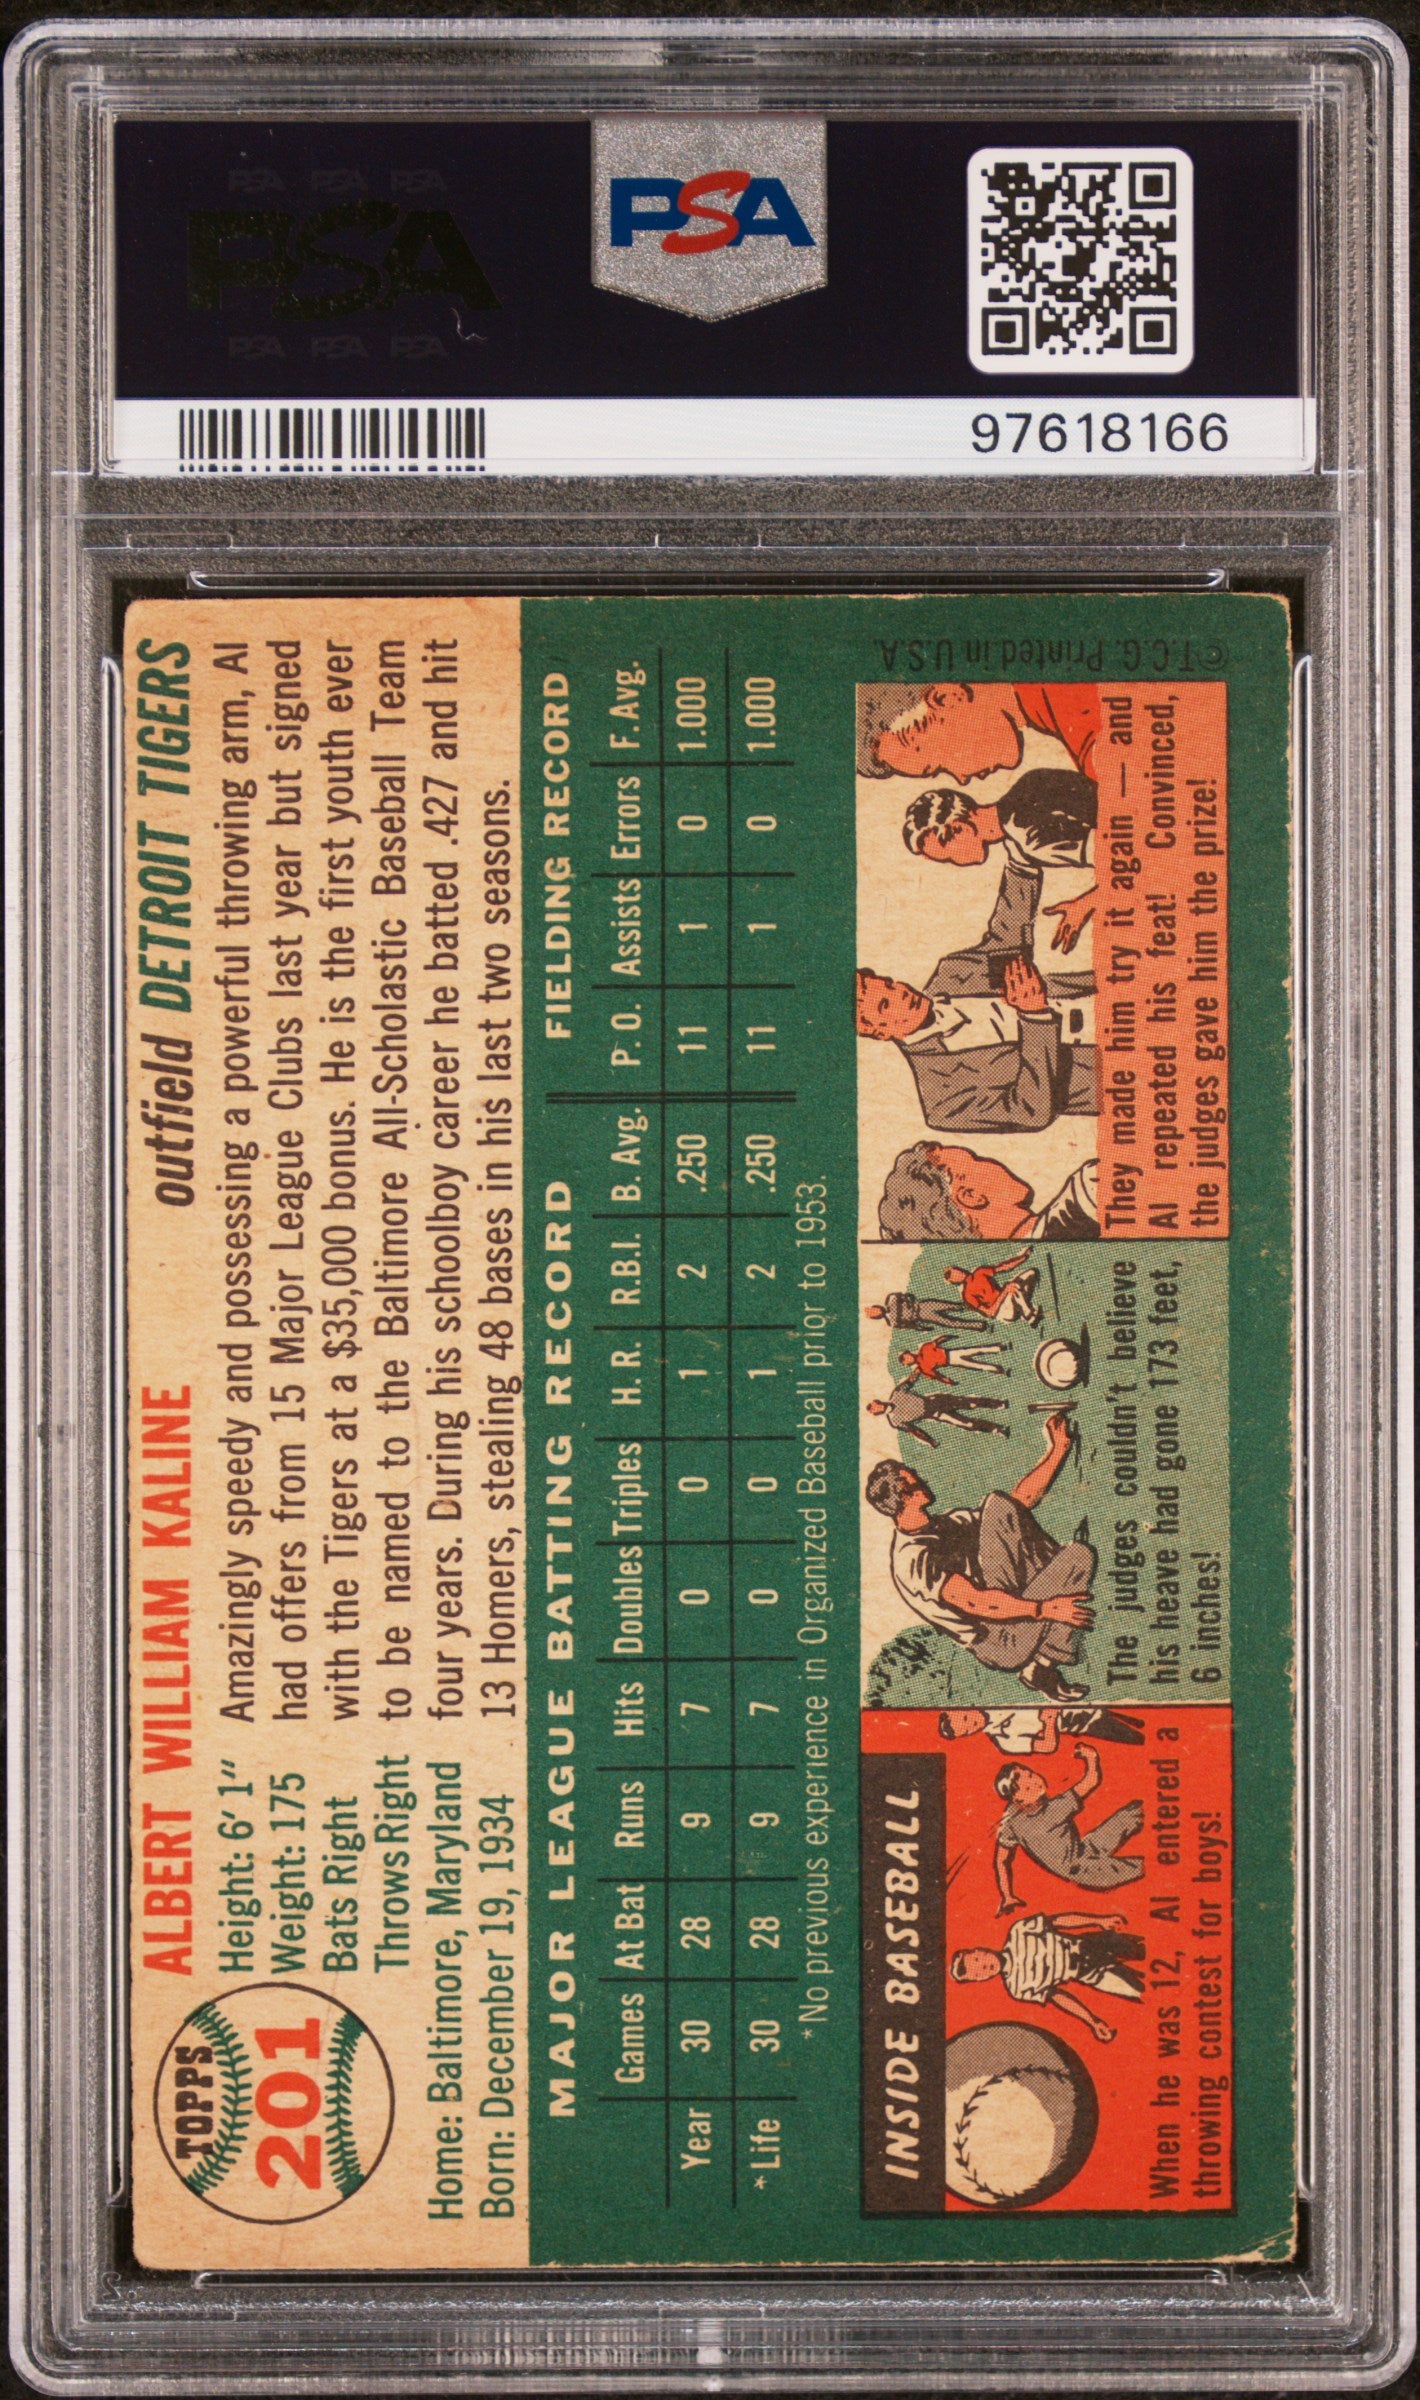 PSA PSA PSA
PSA
PSA PSA PSA
PSA
97618166
TOPPS
201
ALBERT WILLIAM KALINE
outfield DETROIT TIGERS
Height: 6' 1"
Weight: 175
Bats Right
Throws Right
Home: Baltimore, Maryland
Born: December 19, 1934
Amazingly speedy and possessing a powerful throwing arm, Al
had offers from 15 Major League Clubs last year but signed
with the Tigers at a $35,000 bonus. He is the first youth ever
to be named to the Baltimore All-Scholastic Baseball Team
four years. During his schoolboy career he batted .427 and hit
13 Homers, stealing 48 bases in his last two seasons.
MAJOR LEAGUE BATTING RECORD FIELDING RECORD
Games At Bat Runs Hits Doubles Triples H. R. R.B.I. B. Avg. P. O. Assists Errors F. Avg.
Year 30 28 9 7 0 0 1 2 .250 11 1 0 1.000
* Life 30 28 9 7 0 0 1 2 .250 11 1 0 1.000
*No previous experience in Organized Baseball prior to 1953.
INSIDE BASEBALL
When he was 12, Al entered a
throwing contest for boys!
The judges couldn't believe
his heave had gone 173 feet,
6 inches!
They made him try it again — and
Al repeated his feat! Convinced,
the judges gave him the prize!
©T.C.G. Printed in U.S.A.